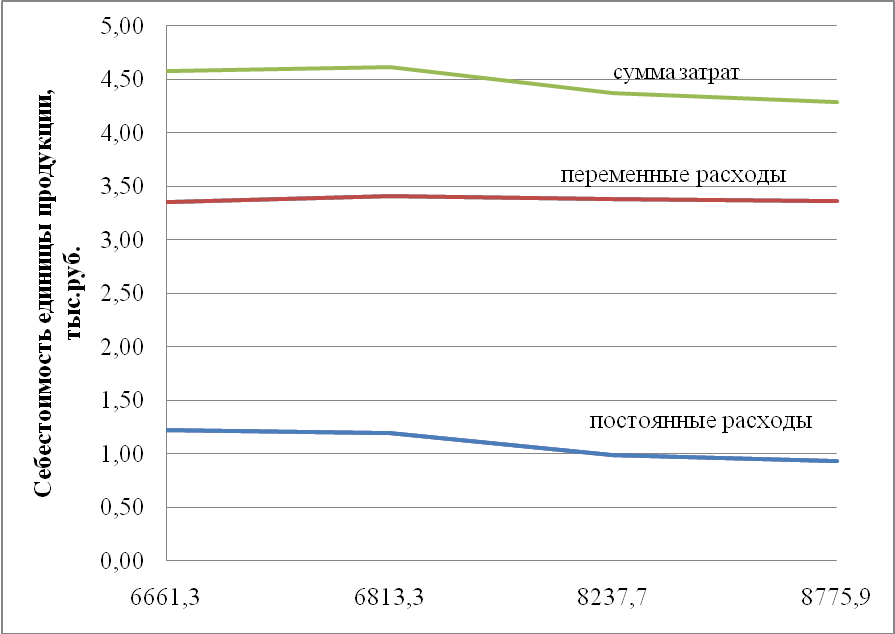 Себестоимость единицы продукции,
тыс.руб.
5,00
4,50
4,00
3,50
3,00
2,50
2,00
1,50
1,00
0,50
0,00
сумма затрат
переменные расходы
постоянные расходы
6661,3 6813,3 8237,7 8775,9